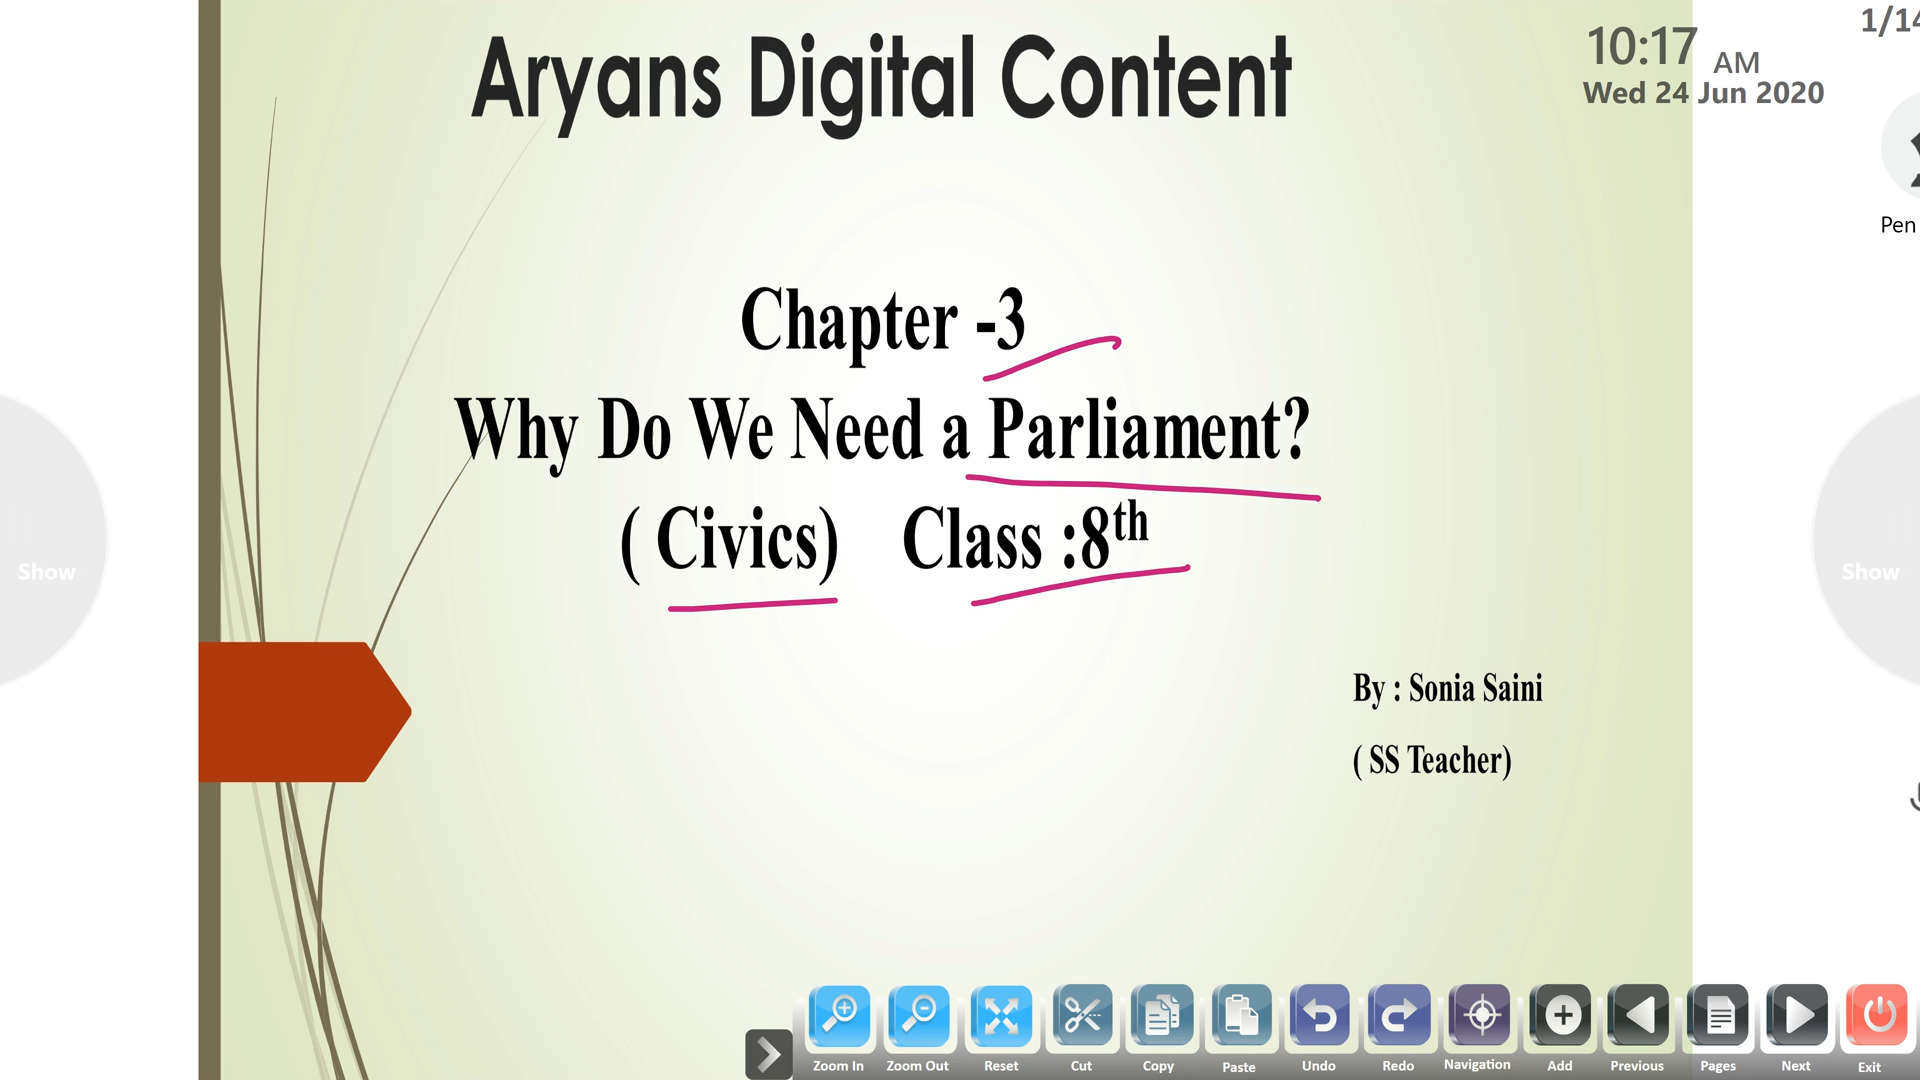 Aryans Digital Content
10:17 AM
Wed 24 Jun 2020
Chapter -3
Why Do We Need a Parliament?
( Civics) Class :8th
By : Sonia Saini
( SS Teacher)
Pen
Show
Show
Zoom In Zoom Out Reset Cut Copy Paste Undo Redo Navigation Add Previous Pages Next Exit